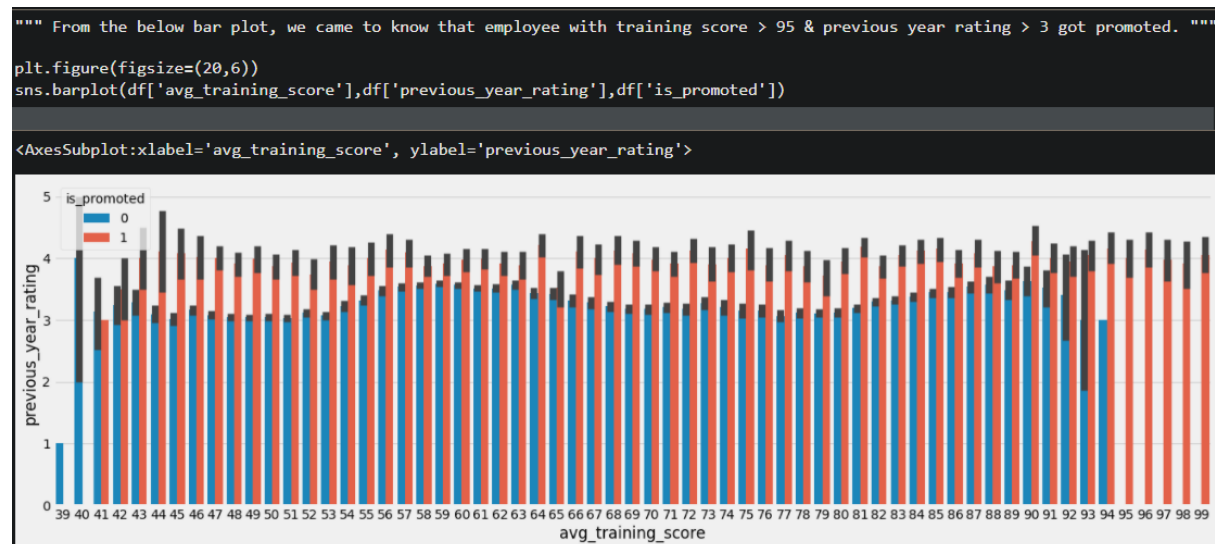 """ From the below bar plot, we came to know that employee with training score > 95 & previous year rating > 3 got promoted. """
plt.figure(figsize=(20,6))
sns.barplot(df['avg_training_score'],df['previous_year_rating'],df['is_promoted'])
<AxesSubplot:xlabel='avg_training_score', ylabel='previous_year_rating'>
is_promoted
0
1
5
4
3
2
1
0
previous_year_rating
39 40 41 42 43 44 45 46 47 48 49 50 51 52 53 54 55 56 57 58 59 60 61 62 63 64 65 66 67 68 69 70 71 72 73 74 75 76 77 78 79 80 81 82 83 84 85 86 87 88 89 90 91 92 93 94 95 96 97 98 99
avg_training_score